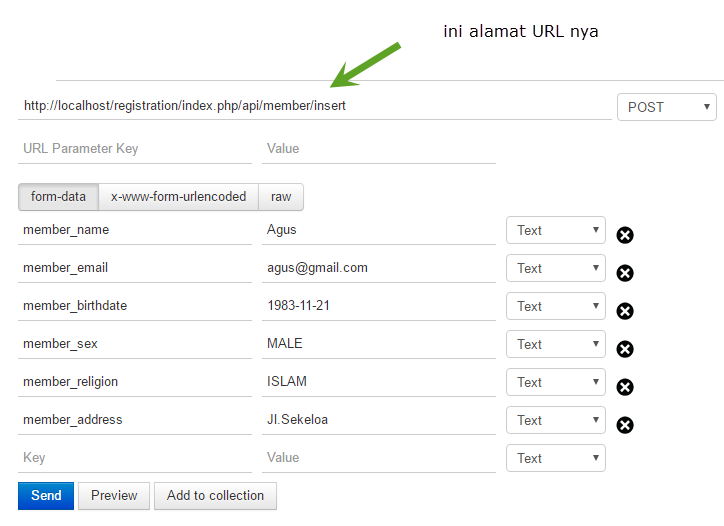 ini alamat URL nya
http://localhost/registration/index.php/api/member/insert POST
URL Parameter Key Value
form-data x-www-form-urlencoded raw
member_name Agus Text
member_email agus@gmail.com Text
member_birthdate 1983-11-21 Text
member_sex MALE Text
member_religion ISLAM Text
member_address Jl.Sekeloa Text
Key Value Text
Send Preview Add to collection